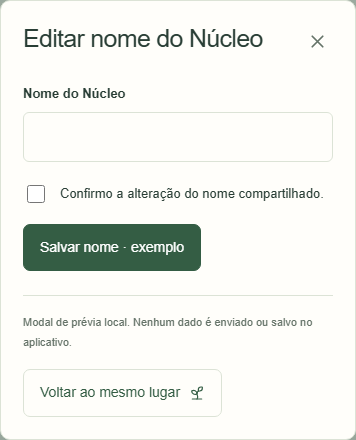 Editar nome do Núcleo
Nome do Núcleo
Confirmo a alteração do nome compartilhado.
Salvar nome · exemplo
Modal de prévia local. Nenhum dado é enviado ou salvo no
aplicativo.
Voltar ao mesmo lugar